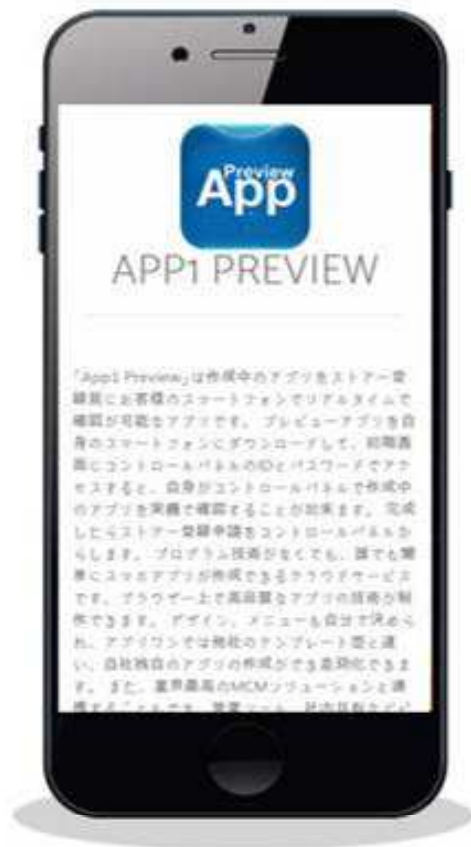 Preview
App
APP1 PREVIEW
「App1 Preview」は作成中のアプリをストアー登
録前にお客様のスマートフォンでリアルタイムで
確認が可能なアプリです。 プレビューアプリを自
身のスマートフォンにダウンロードして、初期画
面にコントロールパネルのIDとパスワードでアク
セスすると、自身がコントロールパネルで作成中
のアプリを実機で確認することが出来ます。 完成
したらストアー登録申請をコントロールパネルか
らします。 プログラム技術がなくても、誰でも簡
単にスマホアプリが作成できるクラウドサービス
です。ブラウザー上で高品質なアプリの技術が制
作できます。 デザイン、メニューも自分で決めら
れ、アプリワンでは他社のテンプレート型と違
い、自社独自のアプリの作成ができ差別化できま
す。 また、業界最高のMCMソリューションと連